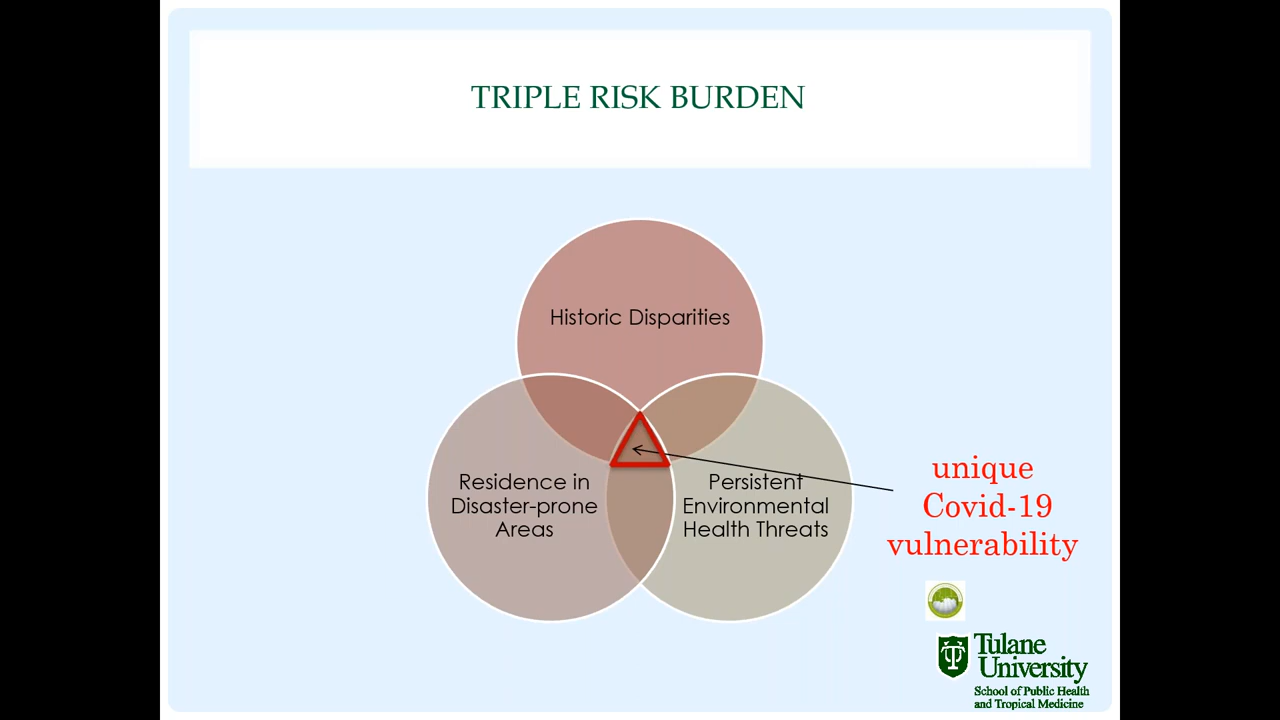 TRIPLE RISK BURDEN
Historic Disparities
Residence in
Disaster-prone
Areas
Persistent
Environmental
Health Threats
unique
Covid-19
vulnerability
Tulane
University
School of Public Health
and Tropical Medicine